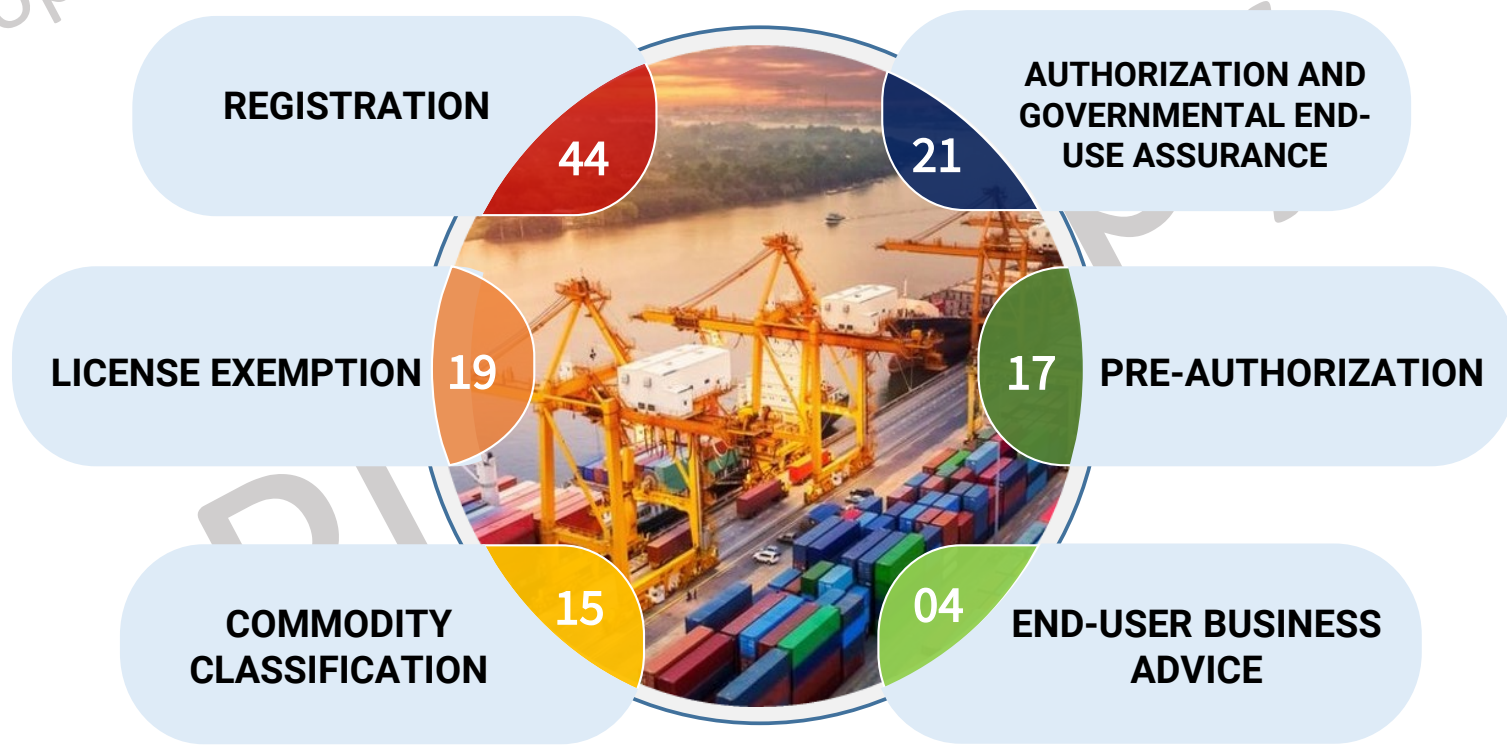 REGISTRATION
44
AUTHORIZATION AND
GOVERNMENTAL END-
USE ASSURANCE
21
LICENSE EXEMPTION
19
17
PRE-AUTHORIZATION
COMMODITY
CLASSIFICATION
15
04
END-USER BUSINESS
ADVICE